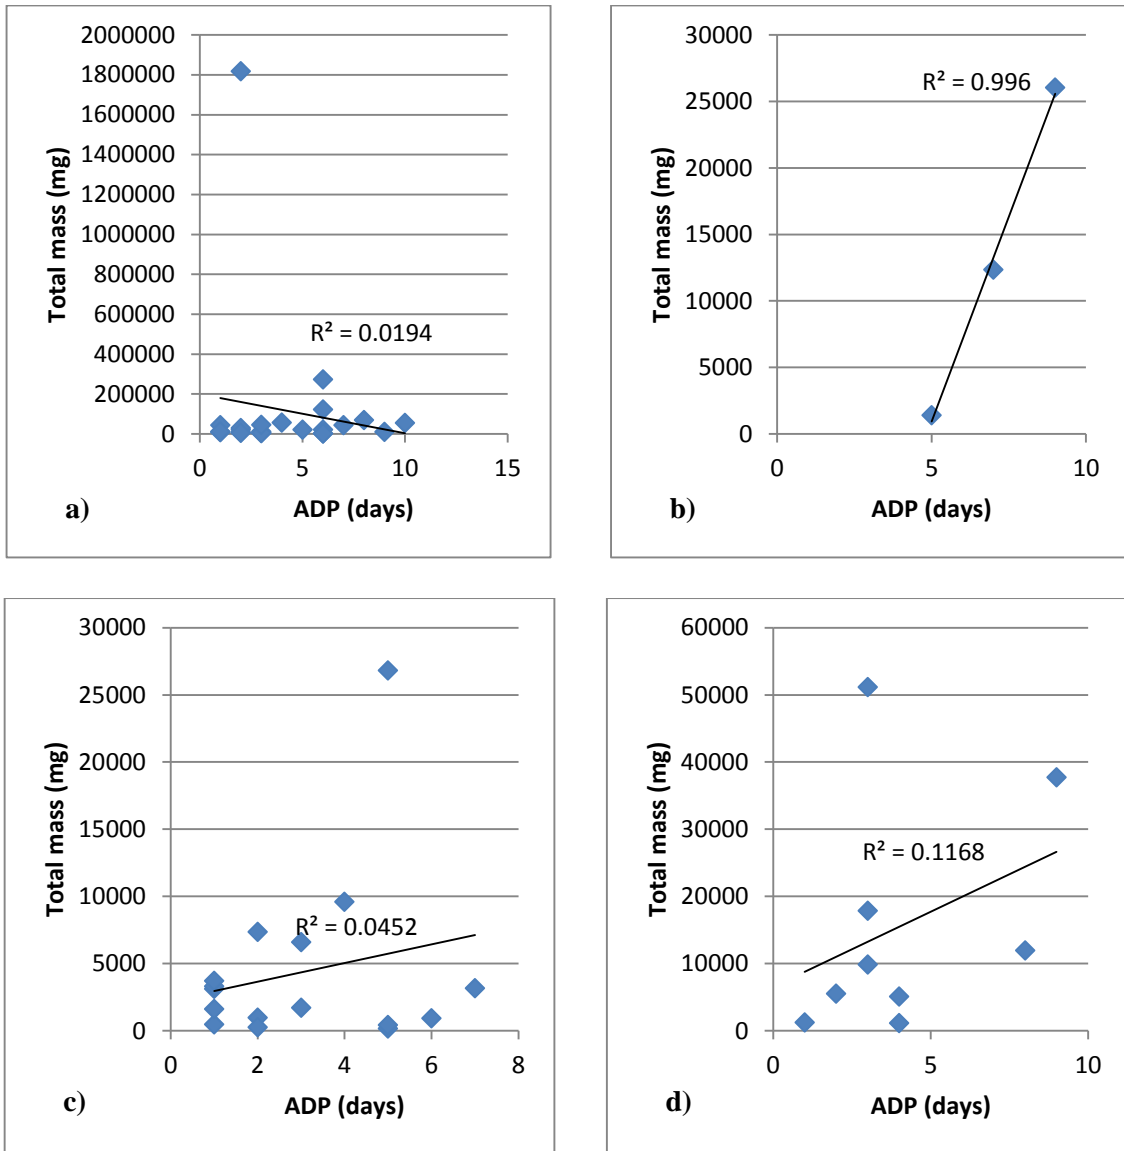 2000000
1800000
1600000
1400000
1200000
1000000
800000
600000
400000
200000
0
Total mass (mg)
R² = 0.0194
0 5 10 15
ADP (days)
a)
30000
25000
20000
15000
10000
5000
0
Total mass (mg)
R² = 0.996
0 5 10
ADP (days)
b)
30000
25000
20000
15000
10000
5000
0
Total mass (mg)
R² = 0.0452
0 2 4 6 8
ADP (days)
c)
60000
50000
40000
30000
20000
10000
0
Total mass (mg)
R² = 0.1168
0 5 10
ADP (days)
d)